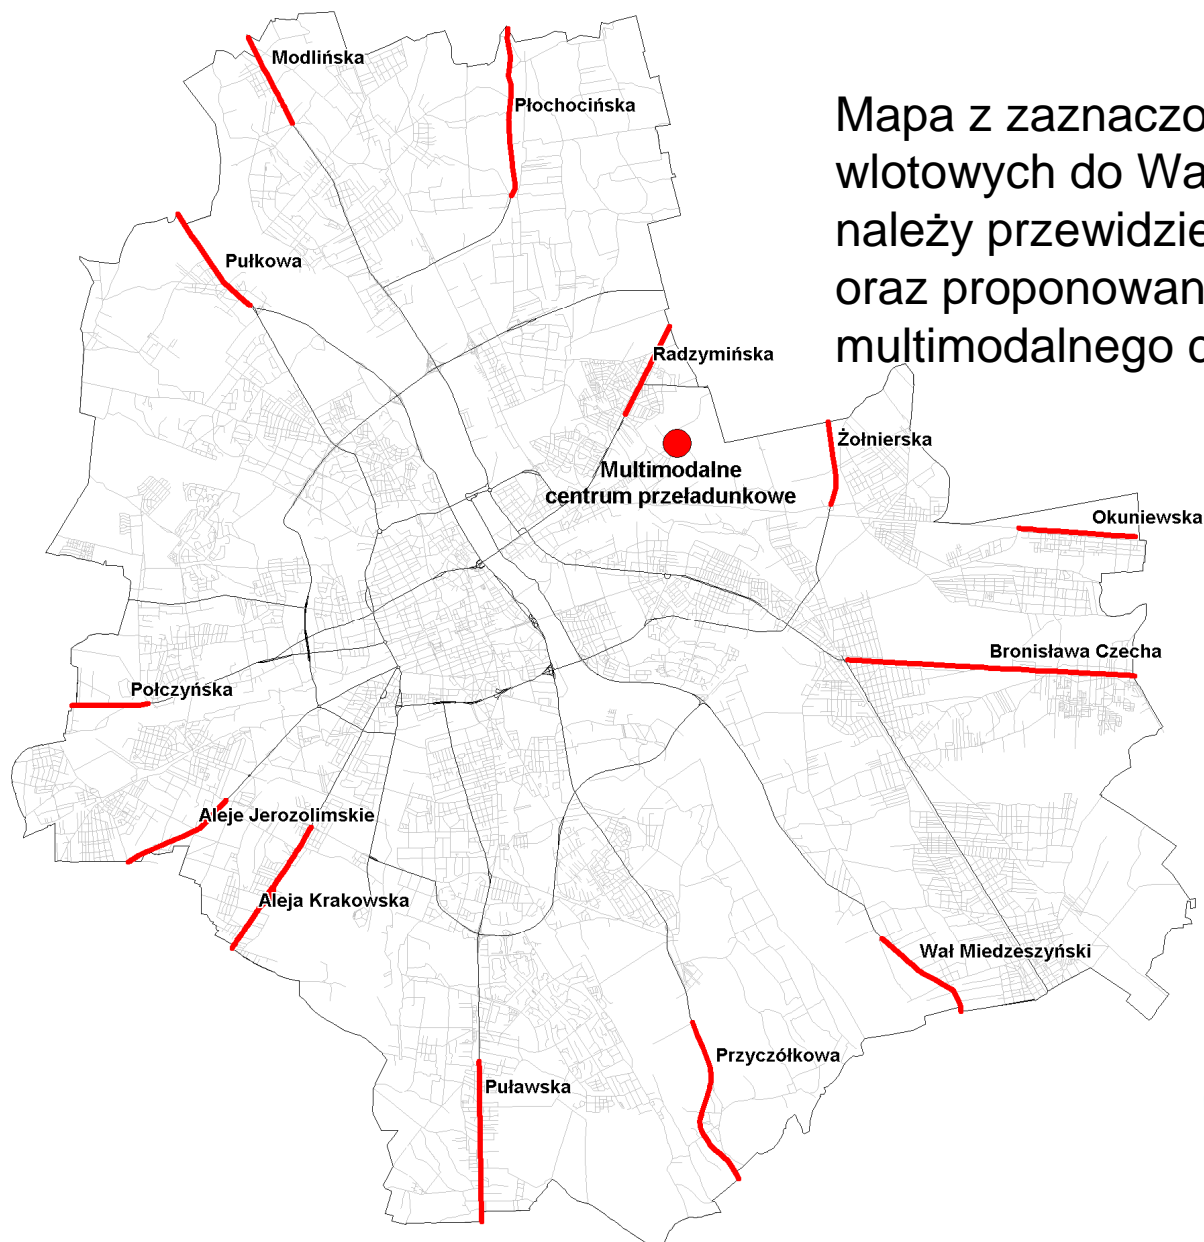 Modlińska
Płochocińska
Mapa z zaznaczo
wlotowych do Wa
należy przewidzie
oraz proponowan
multimodalnego c
Pułkowa
Radzymińska
Żołnierska
Multimodalne
centrum przeładunkowe
Okuniewska
Bronisława Czecha
Połczyńska
Aleje Jerozolimskie
Aleja Krakowska
Wał Miedzeszyński
Przyczółkowa
Puławska